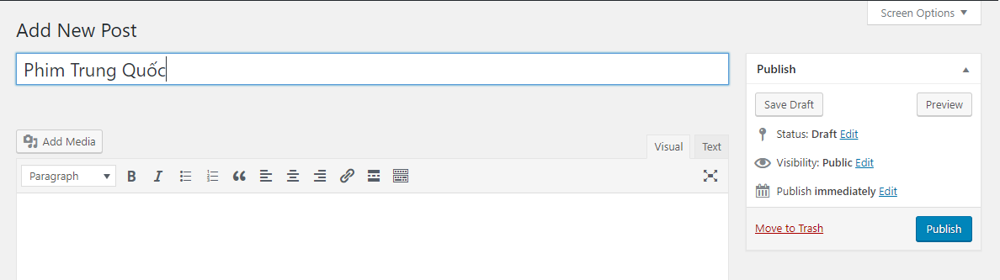 Screen Options
Add New Post
Phim Trung Quốc
Publish
Save Draft Preview
Add Media
Status: Draft Edit
Visual Text
Visibility: Public Edit
Paragraph
Publish immediately Edit
Move to Trash Publish